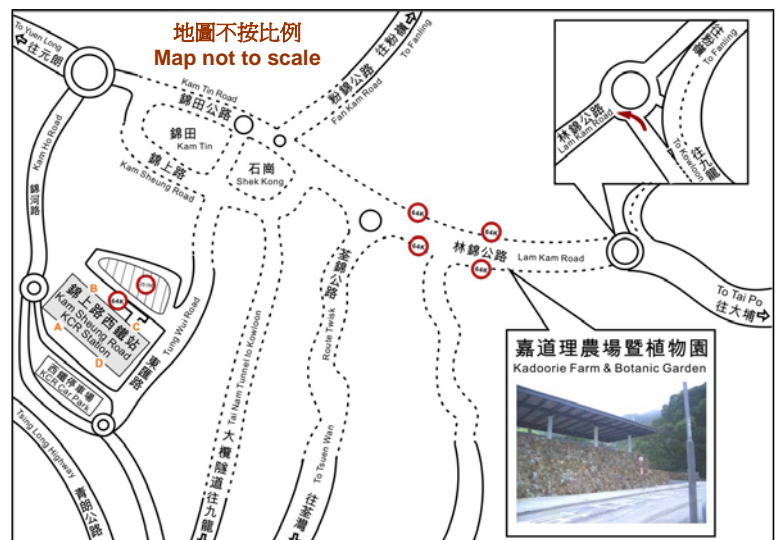 地圖不按比例
Map not to scale
To Yuen Long
往元朗
Kam Tin Road
錦田公路
粉錦公路 往粉嶺
Fan Kam Road
To Fanling
往粉嶺
To Fanling
林錦公路
Lam Kam Road
To Kowloon
往九龍
Kam Ho Road
錦河路
錦田
Kam Tin
錦上路
Kam Sheung Road
石崗
Shek Kong
64K
64K
64K
64K
林錦公路
Lam Kam Road
荃錦公路
Route Twisk
To Tsuen Wan
往荃灣
To Tai Po
往大埔
B
64K
C
A
D
錦上路西鐵站
Kam Sheung Road
KCR Station
西鐵停車場
KCR Car Park
東匯路
Tung Wui Road
Tai Nam Tunnel to Kowloon
大欖隧道往九龍
Tsing Long Highway
青朗公路
嘉道理農場暨植物園
Kadoorie Farm & Botanic Garden